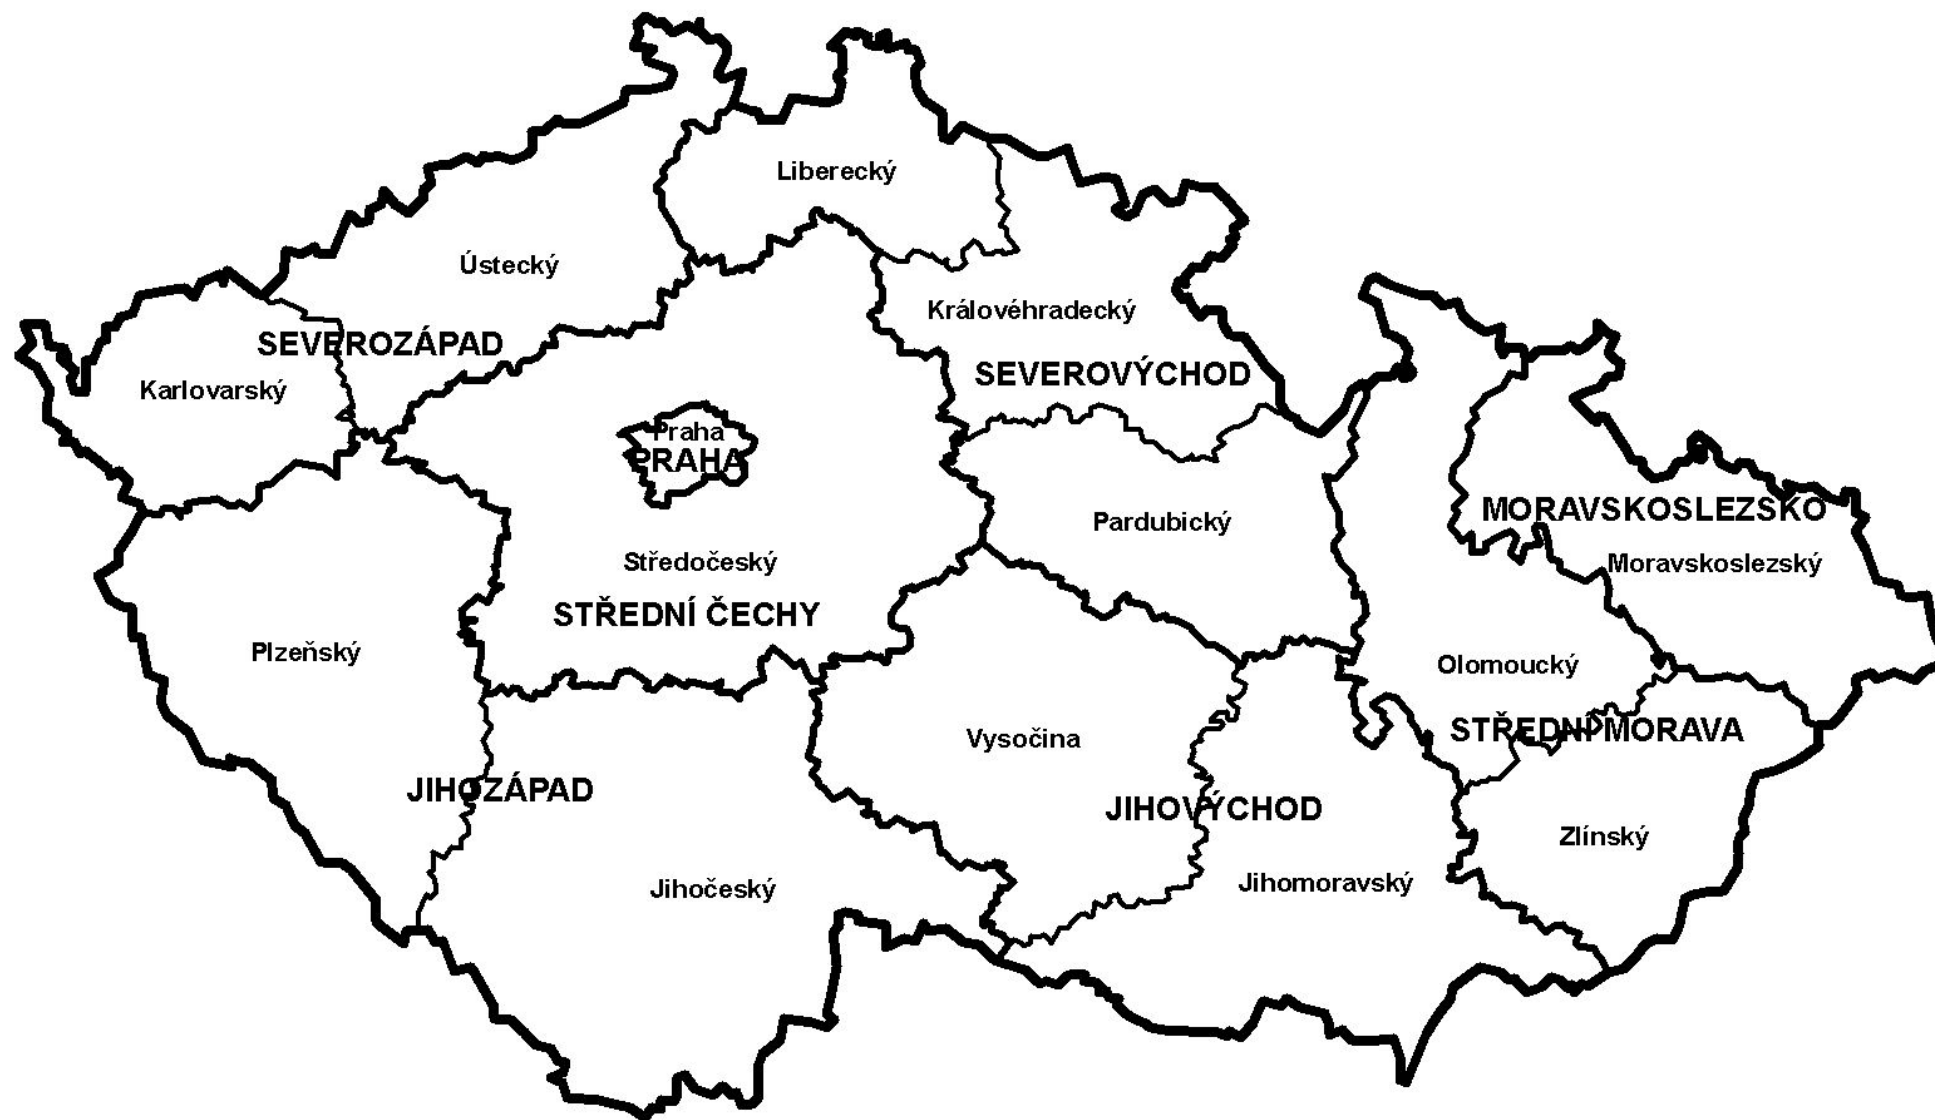 Liberecký
Ústecký
Královéhradecký
SEVEROZÁPAD
SEVEROVÝCHOD
Karlovarský
Praha
PRAHA
MORAVSKOSLEZSKO
Pardubický
Středočeský
Moravskoslezský
STŘEDNÍ ČECHY
Plzeňský
Olomoucký
STŘEDNÍ MORAVA
Vysočina
JIHOZÁPAD
JIHOVÝCHOD
Zlínský
Jihočeský
Jihomoravský